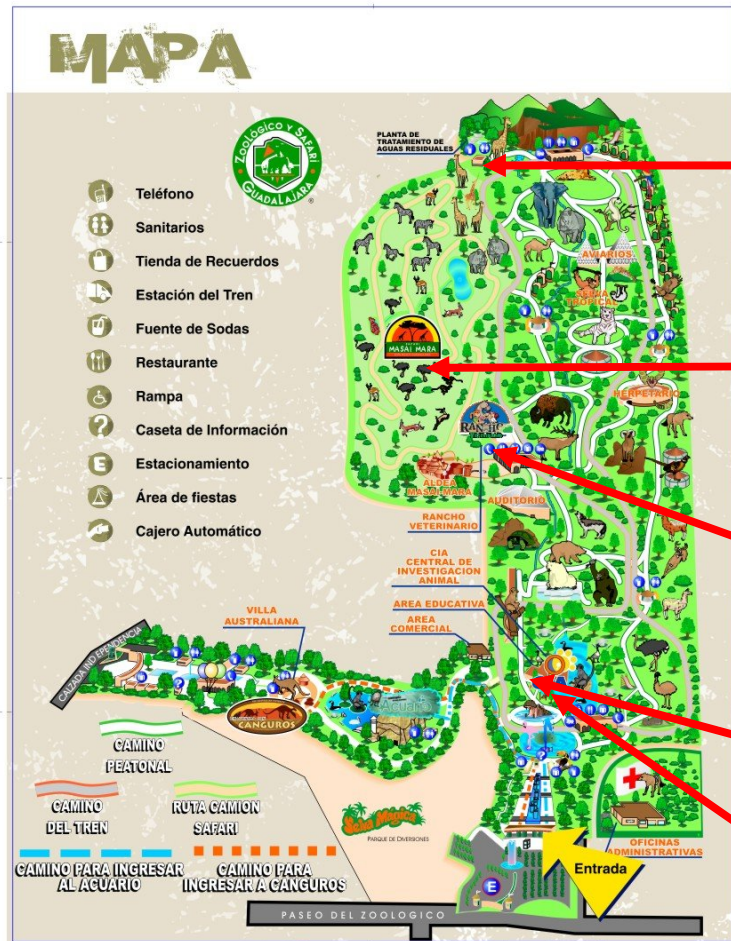 MAPA
PLANTA DE
TRATAMIENTO DE
AGUAS RESIDUALES
ZOOLÓGICO Y SAFARI
GUADALAJARA
Teléfono
Sanitarios
Tienda de Recuerdos
Estación del Tren
Fuente de Sodas
Restaurante
Rampa
? Caseta de Información
E Estacionamiento
Área de fiestas
Cajero Automático
AVIARIOS
SELVA
TROPICAL
MASAI MARA
HERPETARIO
RANCHO
ALDEA
MASAI MARA
AUDITORIO
RANCHO
VETERINARIO
CIA
CENTRAL DE
INVESTIGACION
ANIMAL
AREA EDUCATIVA
AREA
COMERCIAL
VILLA
AUSTRALIANA
CALZADA INDEPENDENCIA
CANGUROS
Acuario
CAMINO
PEATONAL
CAMINO
DEL TREN
RUTA CAMION
SAFARI
CAMINO PARA INGRESAR
AL ACUARIO
CAMINO PARA
INGRESAR A CANGUROS
Selva Mágica
PARQUE DE DIVERSIONES
OFICINAS
ADMINISTRATIVAS
Entrada
E
PASEO DEL ZOOLOGICO